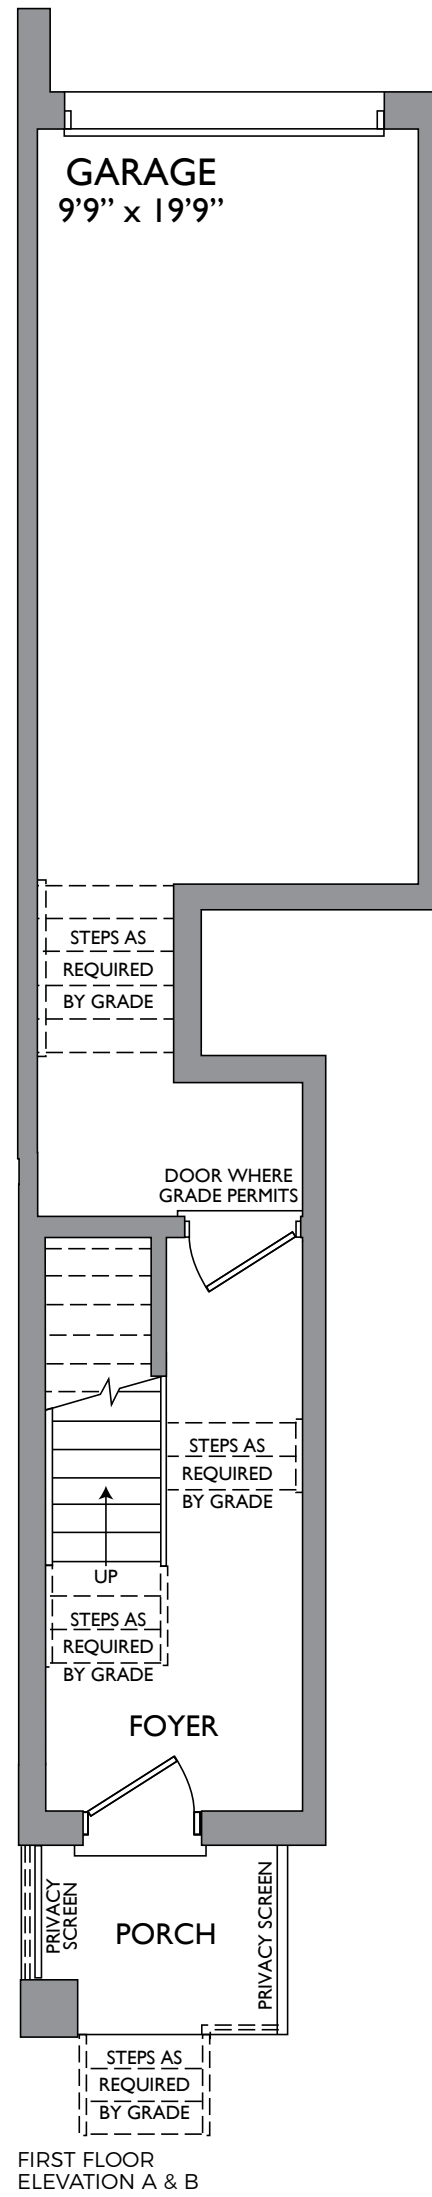 GARAGE
9'9” x 19'9”
STEPS AS
REQUIRED
BY GRADE
DOOR WHERE
GRADE PERMITS
STEPS AS
REQUIRED
BY GRADE
UP
STEPS AS
REQUIRED
BY GRADE
FOYER
PRIVACY
SCREEN
PORCH
PRIVACY SCREEN
STEPS AS
REQUIRED
BY GRADE
FIRST FLOOR
ELEVATION A & B